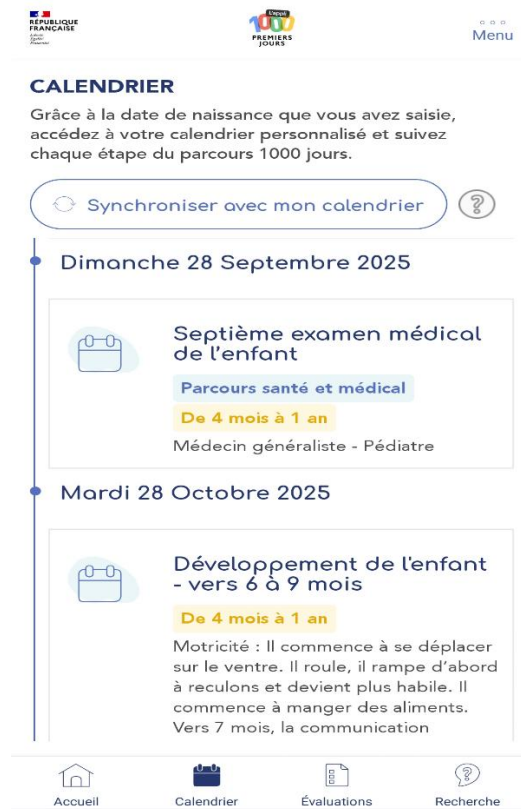 RÉPUBLIQUE
FRANÇAISE
Liberté
Égalité
Fraternité
L'appli
1000
PREMIERS
JOURS
Menu
CALENDRIER
Grâce à la date de naissance que vous avez saisie,
accédez à votre calendrier personnalisé et suivez
chaque étape du parcours 1000 jours.
Synchroniser avec mon calendrier
?
Dimanche 28 Septembre 2025
Septième examen médical
de l'enfant
Parcours santé et médical
De 4 mois à 1 an
Médecin généraliste - Pédiatre
Mardi 28 Octobre 2025
Développement de l'enfant
- vers 6 à 9 mois
De 4 mois à 1 an
Motricité : Il commence à se déplacer
sur le ventre. Il roule, il rampe d'abord
à reculons et devient plus habile. Il
commence à manger des aliments.
Vers 7 mois, la communication
Accueil
Calendrier
Évaluations
?
Recherche